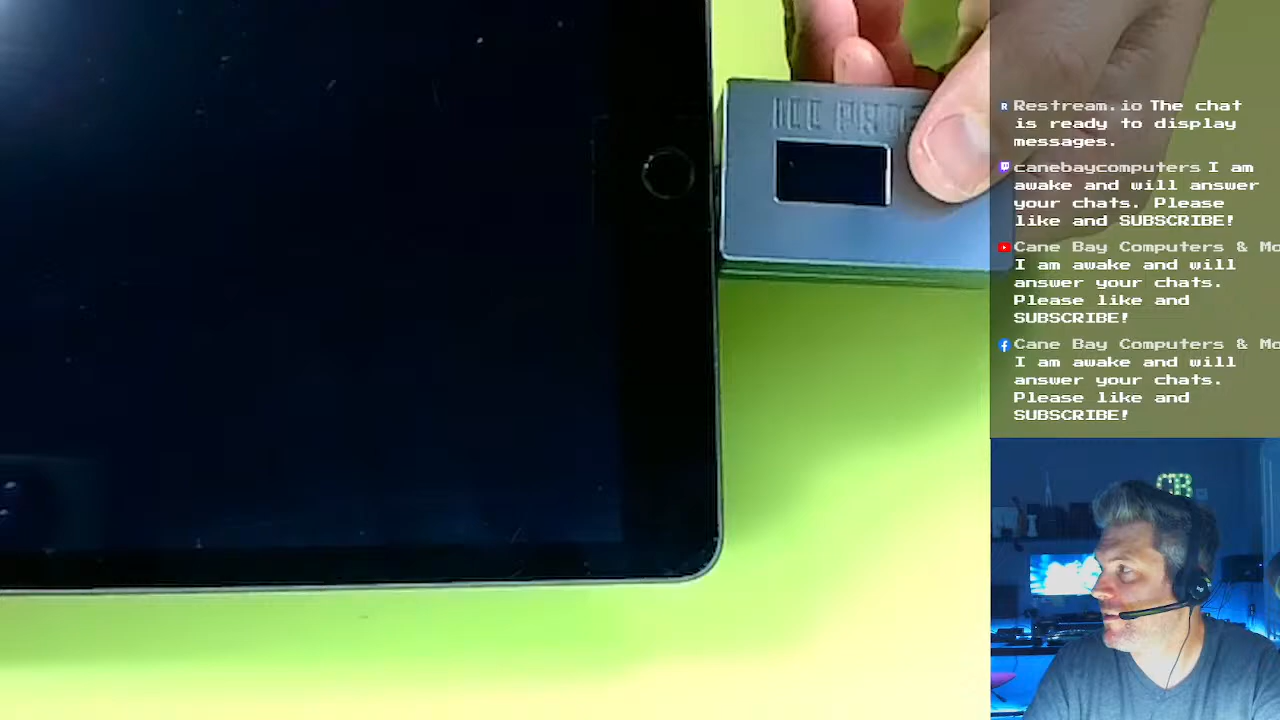 Restream.io The chat
is ready to display
messages.
canebaycomputers I am
awake and will answer
your chats. Please
like and SUBSCRIBE!
Cane Bay Computers & Mo
I am awake and will
answer your chats.
Please like and
SUBSCRIBE!
Cane Bay Computers & Mo
I am awake and will
answer your chats.
Please like and
SUBSCRIBE!
CB